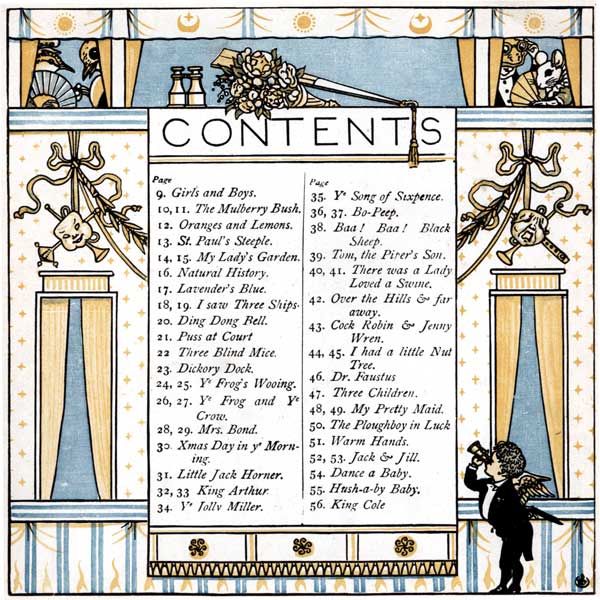 CONTENTS
Page
9. Girls and Boys.
10, 11. The Mulberry Bush.
12. Oranges and Lemons.
13. St. Paul's Steeple.
14, 15. My Lady's Garden.
16. Natural History.
17. Lavender's Blue.
18, 19. I saw Three Ships.
20. Ding Dong Bell.
21. Puss at Court
22 Three Blind Mice.
23. Dickory Dock.
24, 25. Yᵉ Frog's Wooing.
26, 27. Yᵉ Frog and Yᵉ
Crow.
28, 29. Mrs. Bond.
30. Xmas Day in yᵉ Morn-
ing.
31. Little Jack Horner.
32, 33 King Arthur
34. Yᵉ Jolly Miller.
Page
35. Yᵉ Song of Sixpence.
36, 37. Bo-Peep.
38. Baa! Baa! Black
Sheep.
39. Tom, the Piper's Son.
40, 41. There was a Lady
Loved a Swine.
42. Over the Hills & far
away.
43. Cock Robin & Jenny
Wren.
44, 45. I had a little Nut
Tree.
46. Dr. Faustus
47. Three Children.
48, 49. My Pretty Maid.
50. The Ploughboy in Luck
51. Warm Hands.
52, 53. Jack & Jill.
54. Dance a Baby.
55. Hush-a-by Baby.
56. King Cole